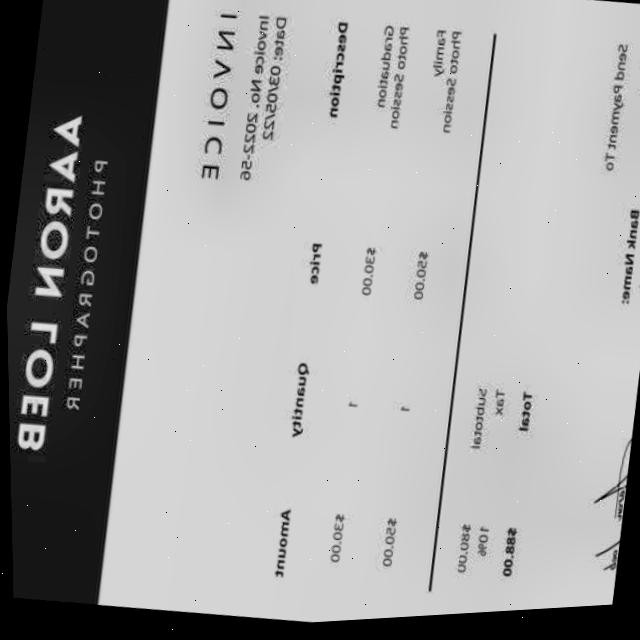 AARON LOEB
PHOTOGRAPHER
INVOICE
Invoice No. 2022-56
Date: 03/05/22
Description Price Quantity Amount
Photo Session Graduation $30.00 1 $30.00
Photo Session Family $50.00 1 $50.00
Subtotal $80.00
Tax 10%
Total $88.00
Send Payment To
Bank Name: